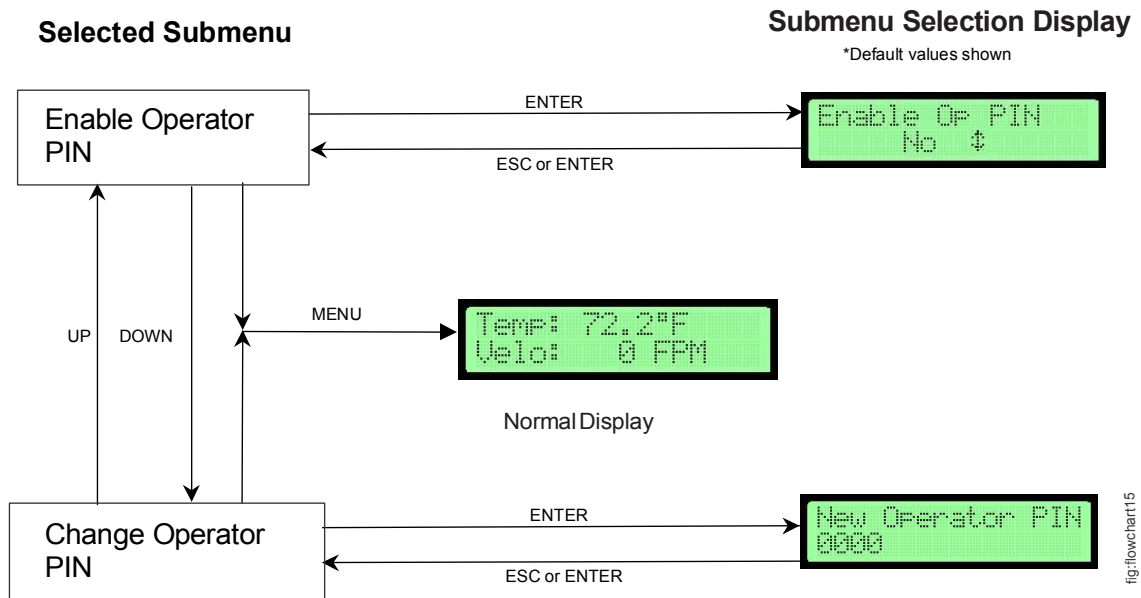 Selected Submenu
Submenu Selection Display
*Default values shown
Enable Operator
PIN
ENTER
ESC or ENTER
Enable Op PIN
No ↕
UP
DOWN
MENU
Temp: 72.2°F
Velo: 0 FPM
Normal Display
Change Operator
PIN
ENTER
ESC or ENTER
New Operator PIN
0000
fig:flowchart15